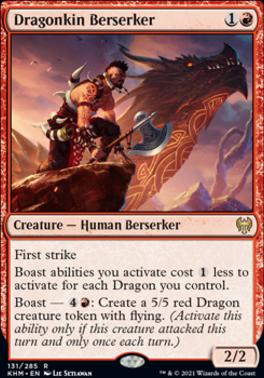 Dragonkin Berserker 1
Creature — Human Berserker
First strike
Boast abilities you activate cost 1 less to
activate for each Dragon you control.
Boast — 4: Create a 5/5 red Dragon
creature token with flying. (Activate this
ability only if this creature attacked this
turn and only once each turn.)
2/2
131/285 R
KHM • EN Lie Setiawan
™ & © 2021 Wizards of the Coast